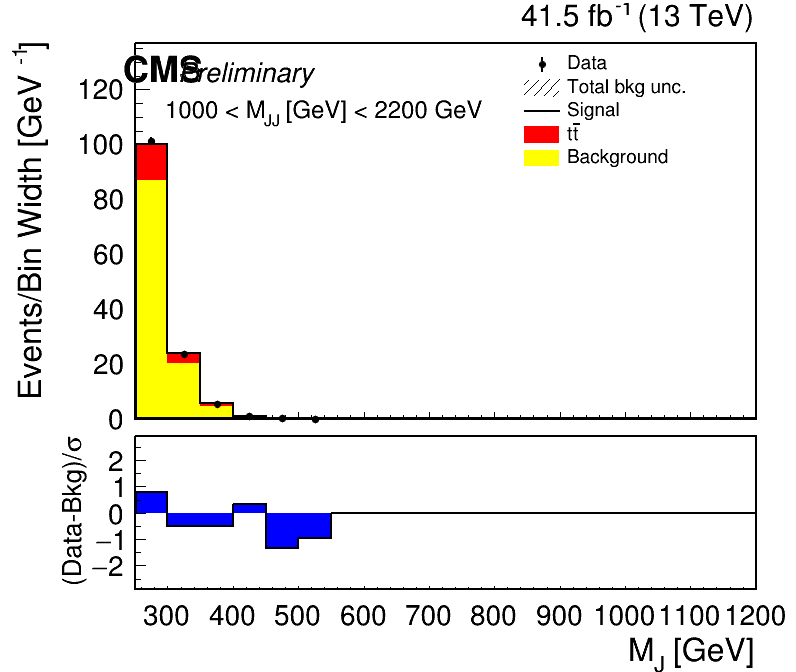 41.5 fb⁻¹ (13 TeV)
CMS Preliminary
1000 < M_JJ [GeV] < 2200 GeV
Data
Total bkg unc.
Signal
tt̄
Background
Events/Bin Width [GeV⁻¹]
120
100
80
60
40
20
0
(Data-Bkg)/σ
2
1
0
−1
−2
300 400 500 600 700 800 900 1000 1100 1200
M_J [GeV]